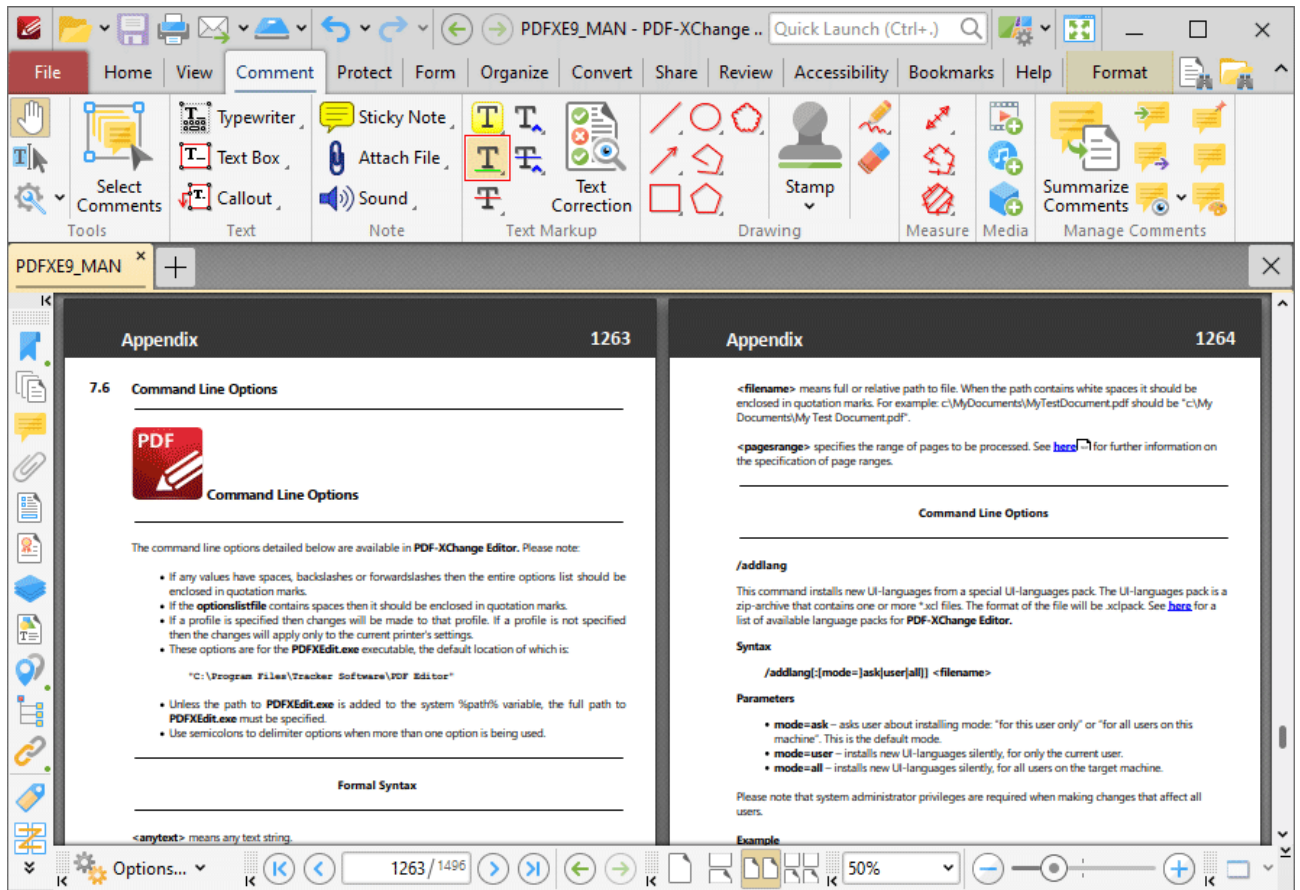 PDFXE9_MAN - PDF-XChange ..
Quick Launch (Ctrl+.)
File Home View Comment Protect Form Organize Convert Share Review Accessibility Bookmarks Help Format
Select Comments
Tools
Typewriter
Text Box
Callout
Text
Sticky Note
Attach File
Sound
Note
Text Correction
Text Markup
Drawing
Stamp
Measure
Media
Summarize Comments
Manage Comments
PDFXE9_MAN
Appendix 1263
7.6 Command Line Options
PDF
Command Line Options
The command line options detailed below are available in PDF-XChange Editor. Please note:
• If any values have spaces, backslashes or forwardslashes then the entire options list should be
enclosed in quotation marks.
• If the optionslistfile contains spaces then it should be enclosed in quotation marks.
• If a profile is specified then changes will be made to that profile. If a profile is not specified
then the changes will apply only to the current printer's settings.
• These options are for the PDFXEdit.exe executable, the default location of which is:
"C:\Program Files\Tracker Software\PDF Editor"
• Unless the path to PDFXEdit.exe is added to the system %path% variable, the full path to
PDFXEdit.exe must be specified.
• Use semicolons to delimiter options when more than one option is being used.
Formal Syntax
<anytext> means any text string.
Appendix 1264
<filename> means full or relative path to file. When the path contains white spaces it should be
enclosed in quotation marks. For example: c:\MyDocuments\MyTestDocument.pdf should be "c:\My
Documents\My Test Document.pdf".
<pagesrange> specifies the range of pages to be processed. See here for further information on
the specification of page ranges.
Command Line Options
/addlang
This command installs new UI-languages from a special UI-languages pack. The UI-languages pack is a
zip-archive that contains one or more *.xcl files. The format of the file will be .xclpack. See here for a
list of available language packs for PDF-XChange Editor.
Syntax
/addlang[:[mode=]ask|user|all]] <filename>
Parameters
• mode=ask – asks user about installing mode: "for this user only" or "for all users on this
machine". This is the default mode.
• mode=user – installs new UI-languages silently, for only the current user.
• mode=all – installs new UI-languages silently, for all users on the target machine.
Please note that system administrator privileges are required when making changes that affect all
users.
Example
Options...
1263 / 1496
50%